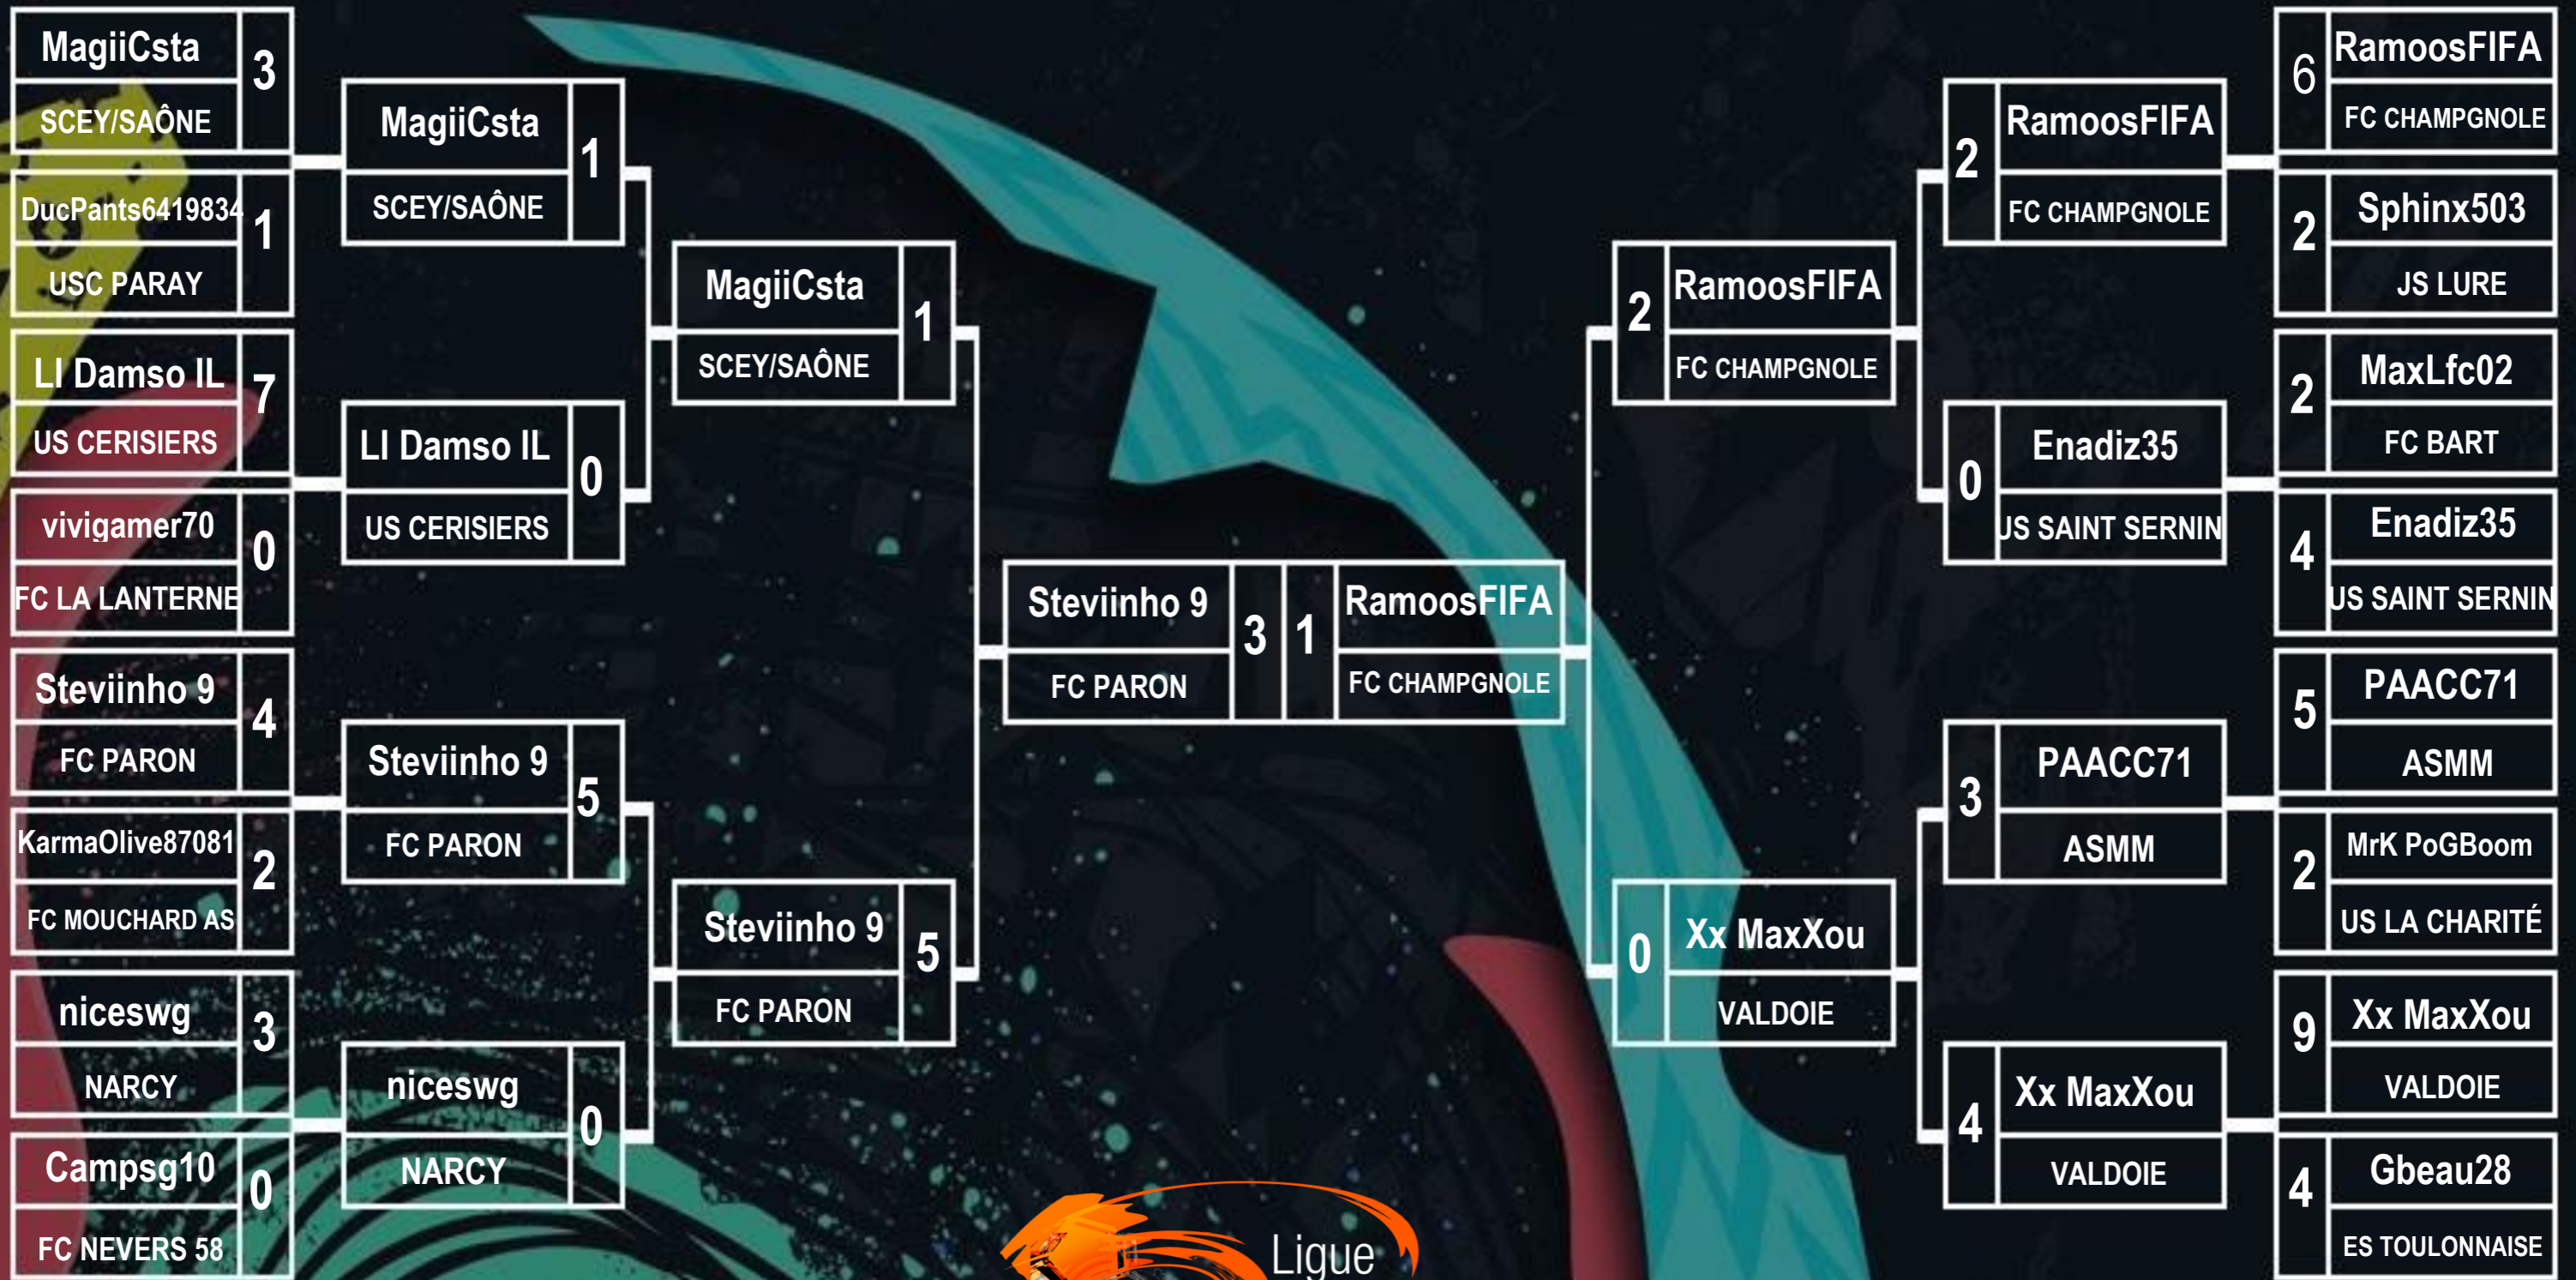 MagiiCsta
3
SCEY/SAÔNE
DucPants6419834
1
USC PARAY
LI Damso IL
7
US CERISIERS
vivigamer70
0
FC LA LANTERNE
Steviinho 9
4
FC PARON
KarmaOlive87081
2
FC MOUCHARD AS
niceswg
3
NARCY
Campsg10
0
FC NEVERS 58
MagiiCsta
1
SCEY/SAÔNE
LI Damso IL
0
US CERISIERS
Steviinho 9
5
FC PARON
niceswg
0
NARCY
MagiiCsta
1
SCEY/SAÔNE
Steviinho 9
5
FC PARON
Steviinho 9
3
FC PARON
1
RamoosFIFA
FC CHAMPGNOLE
2
RamoosFIFA
FC CHAMPGNOLE
0
Xx MaxXou
VALDOIE
2
RamoosFIFA
FC CHAMPGNOLE
0
Enadiz35
US SAINT SERNIN
3
PAACC71
ASMM
4
Xx MaxXou
VALDOIE
6
RamoosFIFA
FC CHAMPGNOLE
2
Sphinx503
JS LURE
2
MaxLfc02
FC BART
4
Enadiz35
US SAINT SERNIN
5
PAACC71
ASMM
2
MrK PoGBoom
US LA CHARITÉ
9
Xx MaxXou
VALDOIE
4
Gbeau28
ES TOULONNAISE
Ligue